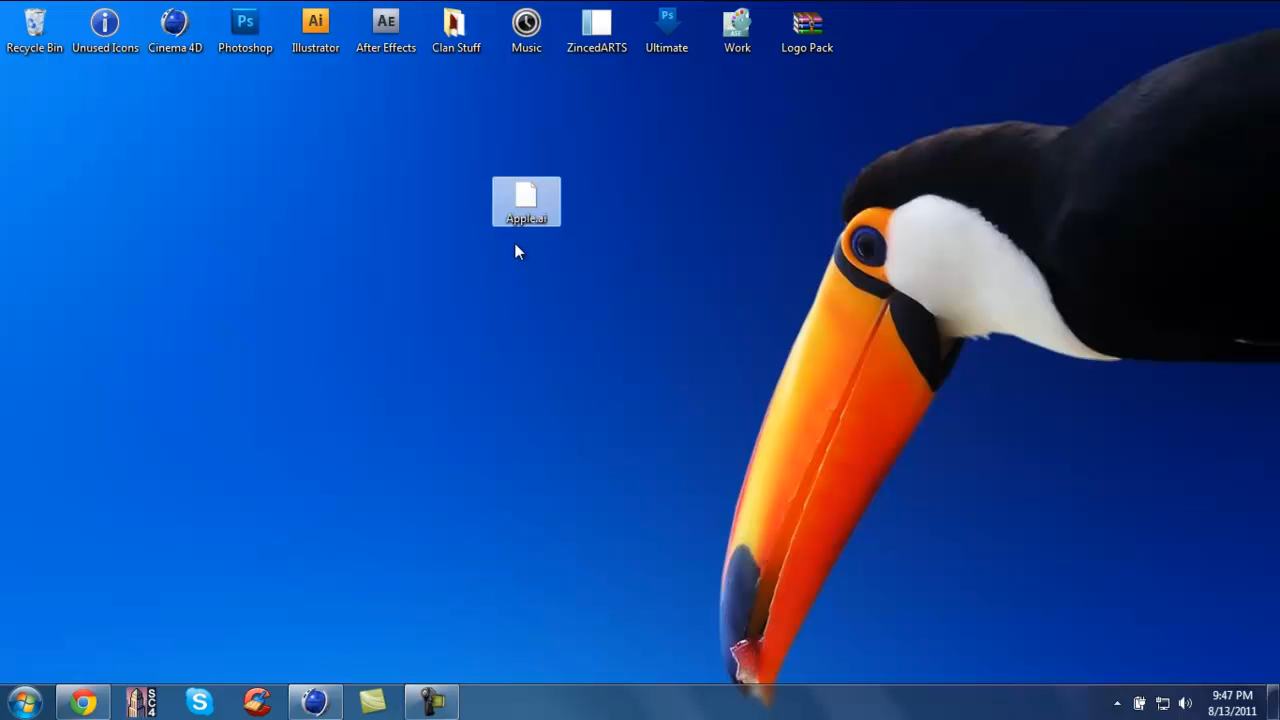 Recycle Bin
Unused Icons
Cinema 4D
Ps
Photoshop
Ai
Illustrator
AE
After Effects
Clan Stuff
Music
ZincedARTS
Ps
Ultimate
ASE
Work
Logo Pack
Apple.ai
SC4
9:47 PM
8/13/2011